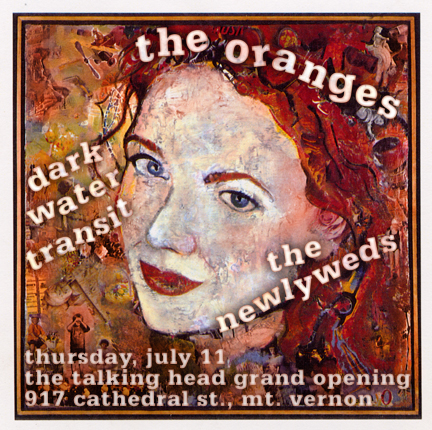 the oranges
dark
water
transit
the
newlyweds
thursday, july 11,
the talking head grand opening
917 cathedral st., mt. vernon